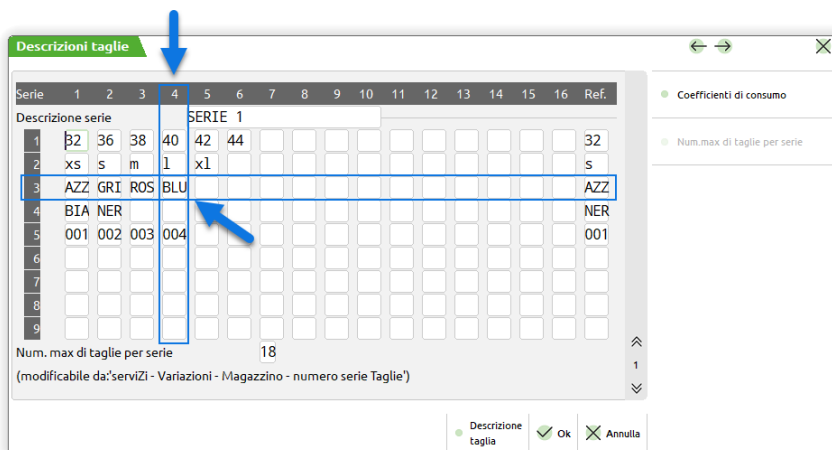 Descrizioni taglie
Serie 1 2 3 4 5 6 7 8 9 10 11 12 13 14 15 16 Ref.
Descrizione serie SERIE 1
1 32 36 38 40 42 44 32
2 xs s m l xl s
3 AZZ GRI ROS BLU AZZ
4 BIA NER NER
5 001 002 003 004 001
6
7
8
9
Num. max di taglie per serie 18
(modificabile da:'serviZi - Variazioni - Magazzino - numero serie Taglie')
1
Coefficienti di consumo
Num.max di taglie per serie
Descrizione
taglia
Ok
Annulla